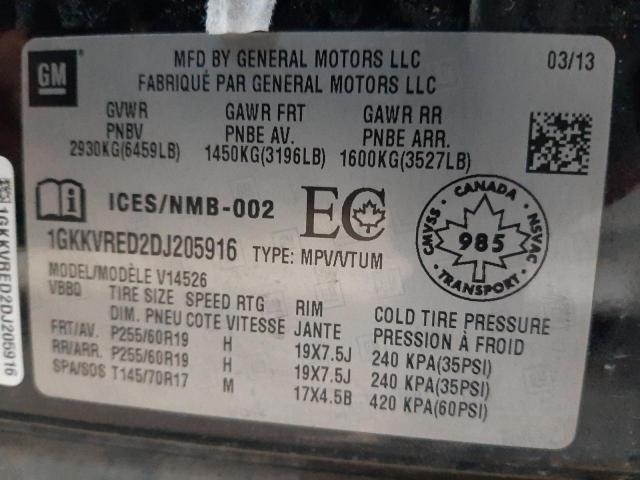 GM
MFD BY GENERAL MOTORS LLC
FABRIQUÉ PAR GENERAL MOTORS LLC
03/13
GVWR GAWR FRT GAWR RR
PNBV PNBE AV. PNBE ARR.
2930KG(6459LB) 1450KG(3196LB) 1600KG(3527LB)
ICES/NMB-002 EC
1GKKVRED2DJ205916 TYPE: MPV/VTUM
CANADA
CMVSS 985 NSVAC
TRANSPORT
MODEL/MODÈLE V14526
VBBQ TIRE SIZE SPEED RTG RIM COLD TIRE PRESSURE
DIM. PNEU COTE VITESSE JANTE PRESSION À FROID
FRT/AV. P255/60R19 H 19X7.5J 240 KPA(35PSI)
RR/ARR. P255/60R19 H 19X7.5J 240 KPA(35PSI)
SPA/SOS T145/70R17 M 17X4.5B 420 KPA(60PSI)
1GKKVRED2DJ205916